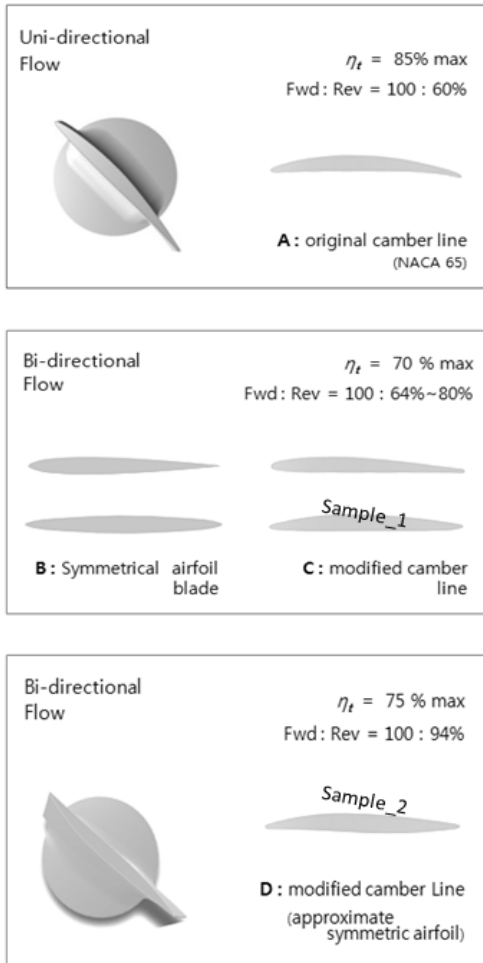 Uni-directional
Flow
ηt = 85% max
Fwd : Rev = 100 : 60%
A : original camber line
(NACA 65)
Bi-directional
Flow
ηt = 70 % max
Fwd : Rev = 100 : 64%~80%
Sample_1
B : Symmetrical airfoil
blade
C : modified camber
line
Bi-directional
Flow
ηt = 75 % max
Fwd : Rev = 100 : 94%
Sample_2
D : modified camber Line
(approximate
symmetric airfoil)